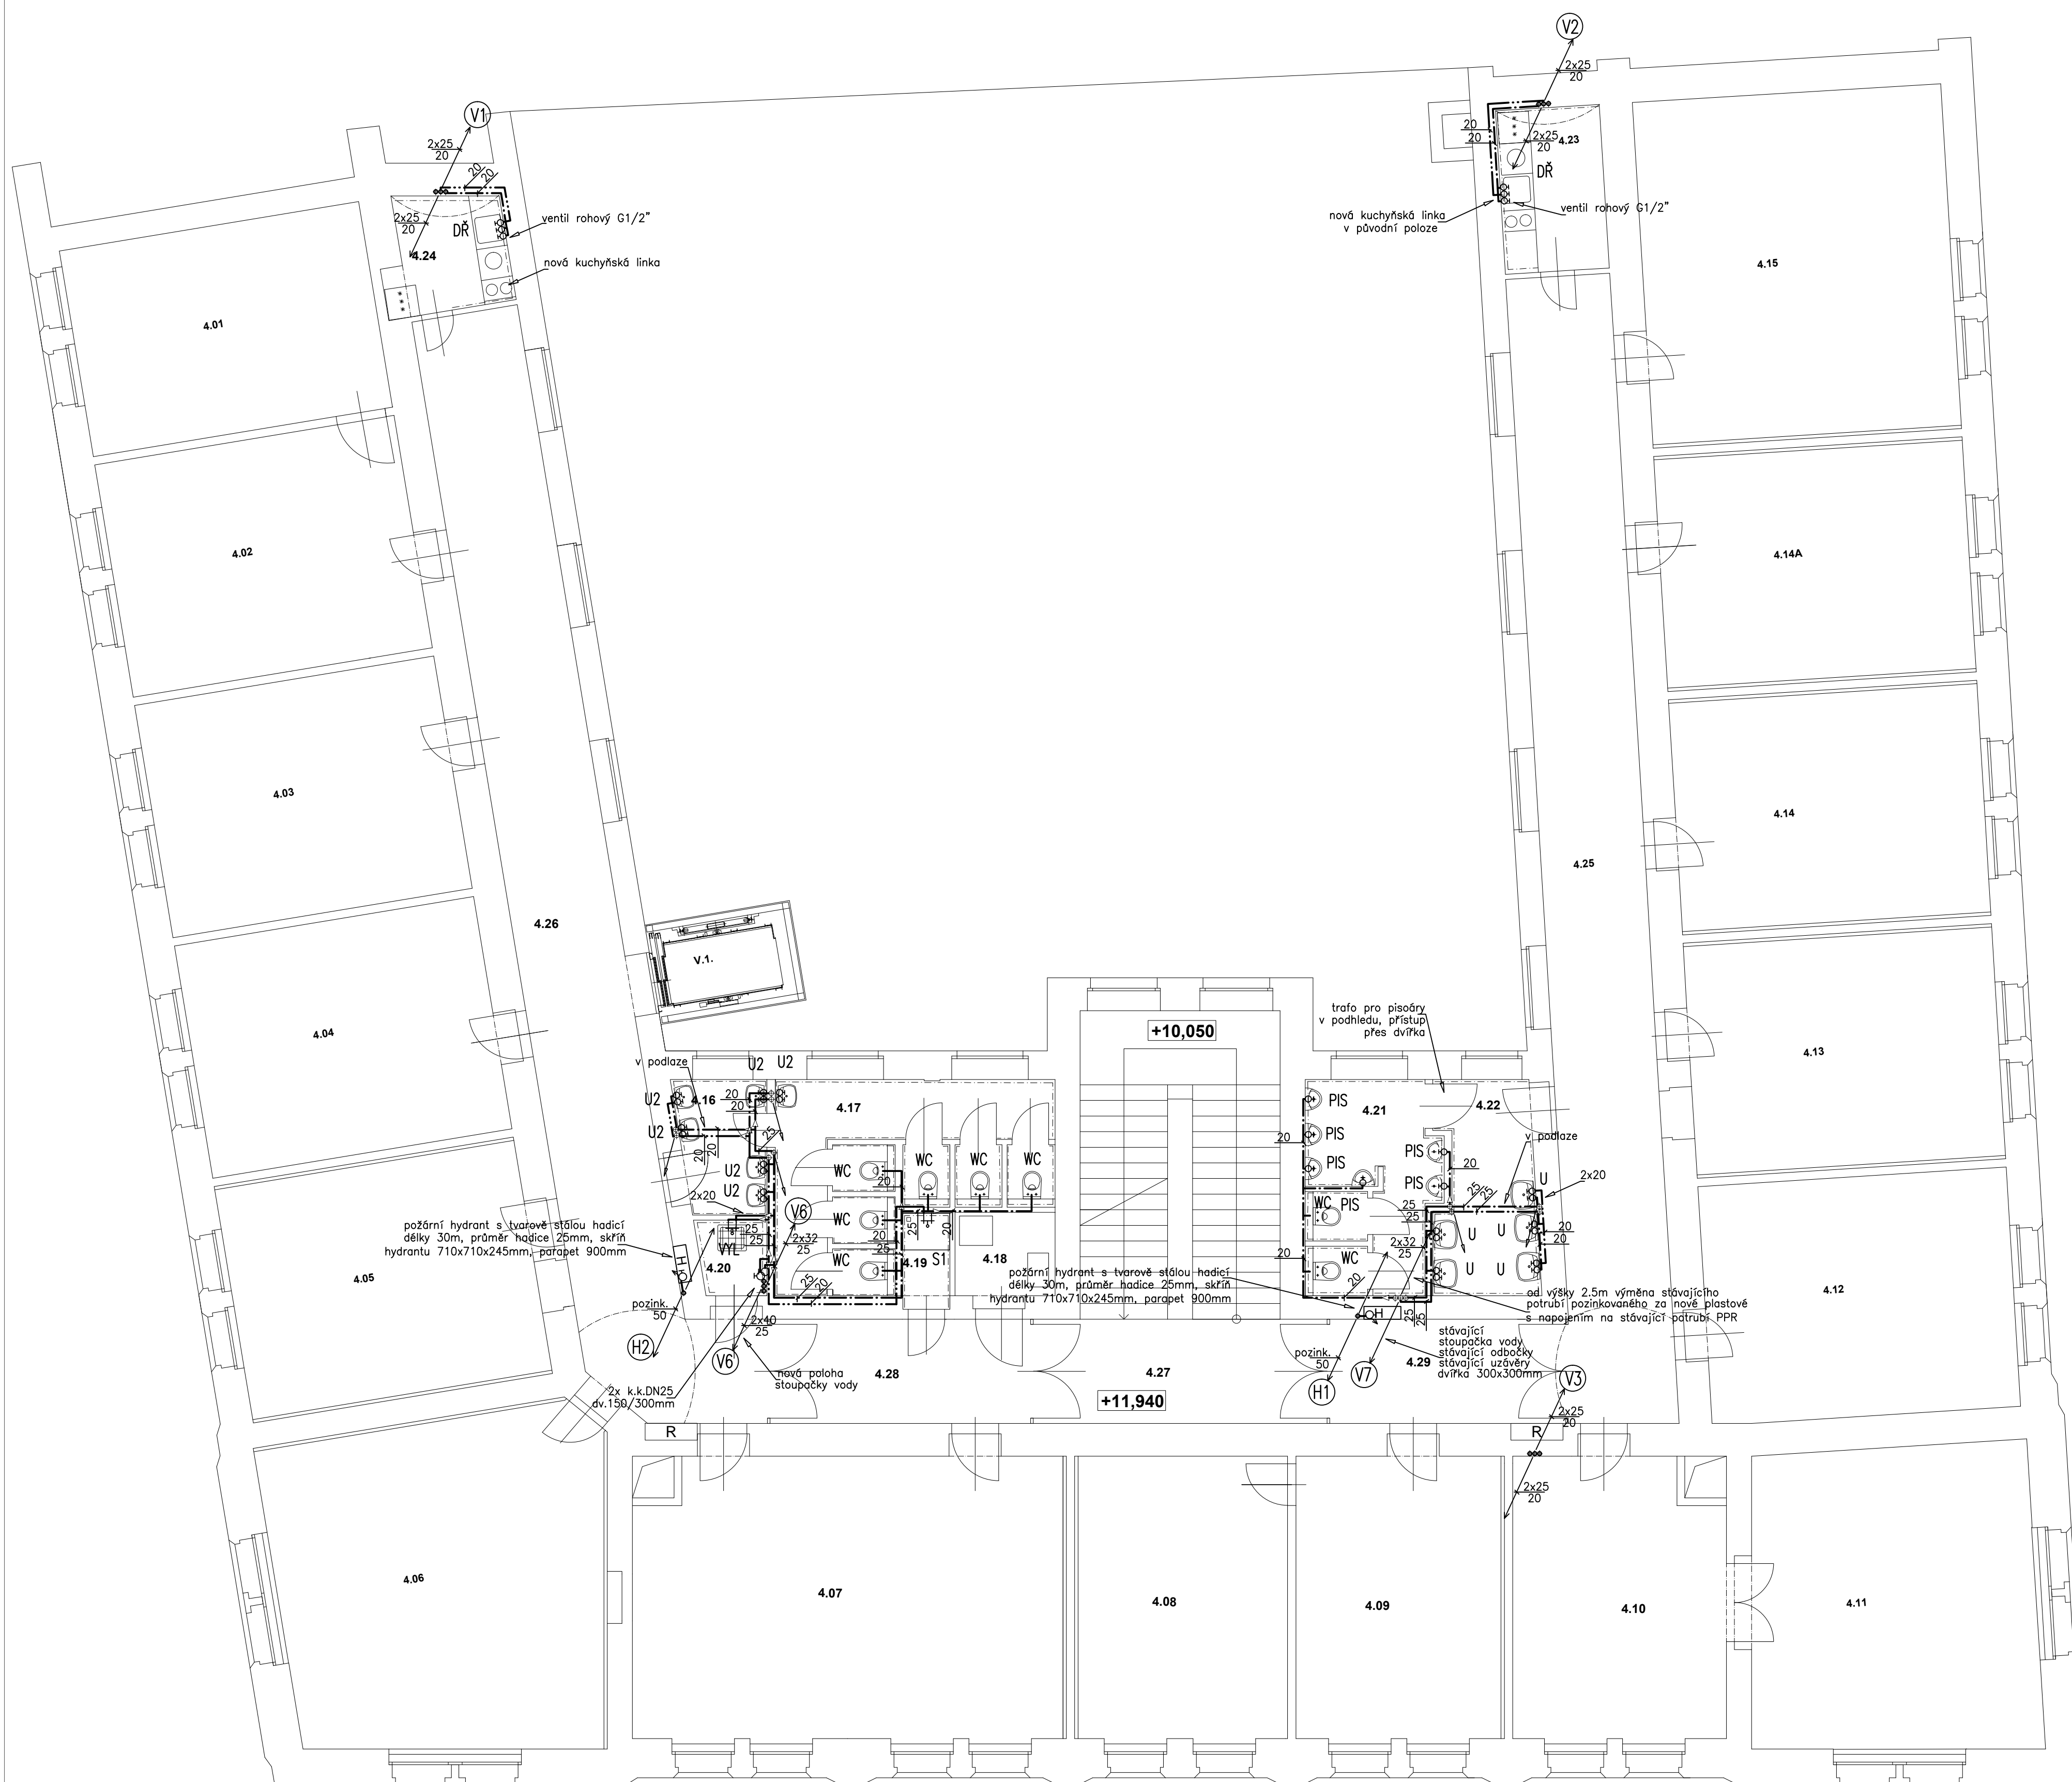 V2
2x25
20
V1
2x25
20
20
20
20
20
2x25
20
4.23
DŘ
2x25
20
DŘ
4.24
ventil rohový G1/2"
nová kuchyňská linka
ventil rohový G1/2"
nová kuchyňská linka
v původní poloze
4.15
4.01
4.02
4.14A
4.03
4.14
4.25
4.26
V.1.
4.04
4.13
+10,050
trafo pro pisoáry
v podhledu, přístup
přes dvířka
v podlaze
U2
U2
U2
U2
4.16
4.17
20
20
25
20
20
U2
U2
2x20
WC
WC
WC
WC
WC
WC
20
20
25
25
20
4.21
4.22
PIS
PIS
PIS
PIS
PIS
PIS
20
20
v podlaze
U
2x20
25
25
WC
25
25
2x32
25
U
U
U
U
20
20
WC
20
20
V6
2x32
25
25
25
VYL
4.20
25
20
4.19
S1
4.18
požární hydrant s tvarově stálou hadicí
délky 30m, průměr hadice 25mm, skříň
hydrantu 710x710x245mm, parapet 900mm
H
požární hydrant s tvarově stálou hadicí
délky 30m, průměr hadice 25mm, skříň
hydrantu 710x710x245mm, parapet 900mm
H
25
25
od výšky 2.5m výměna stávajícího
potrubí pozinkovaného za nové plastové
s napojením na stávající potrubí PPR
4.05
4.12
pozink.
50
H2
2x40
25
V6
nová poloha
stoupačky vody
2x k.k.DN25
dv.150/300mm
4.28
4.27
+11,940
pozink.
50
H1
V7
stávající
stoupačka vody
stávající odbočky
stávající uzávěry
dvířka 300x300mm
4.29
V3
2x25
20
R
R
2x25
20
4.06
4.07
4.08
4.09
4.10
4.11